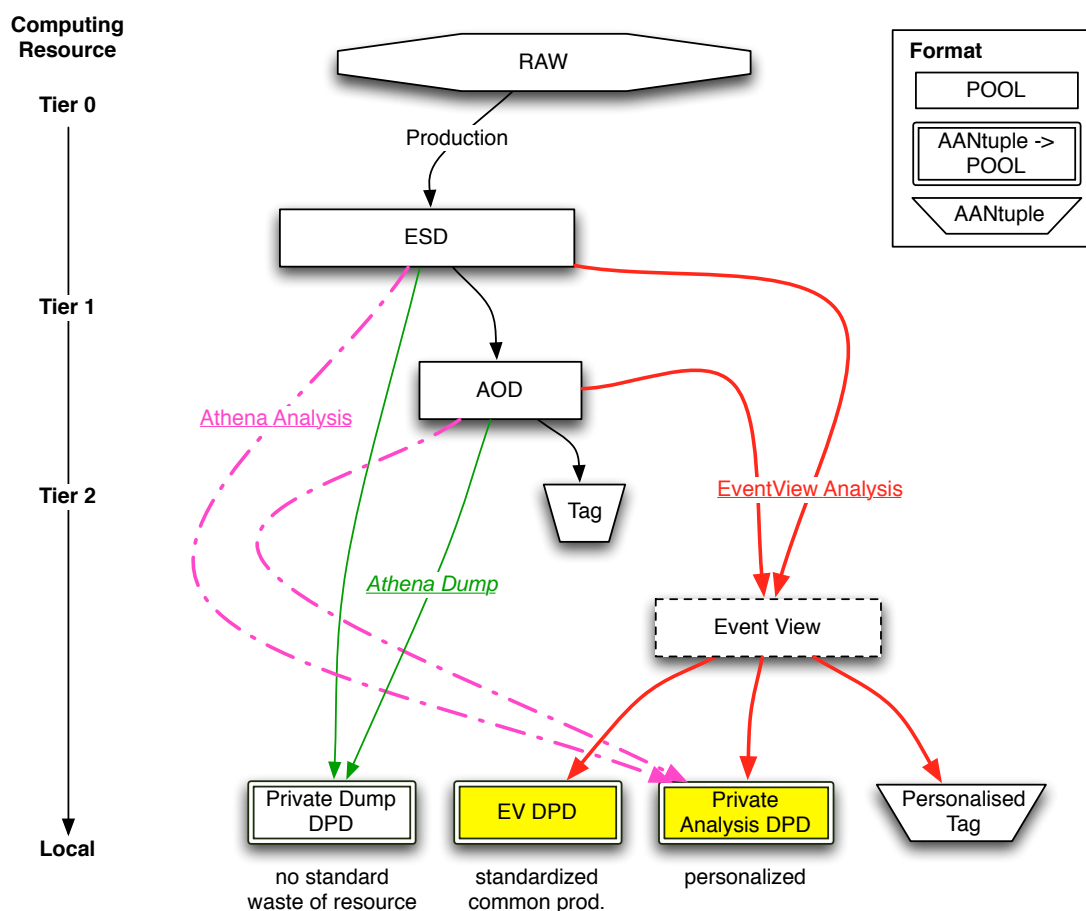 Computing
Resource
RAW
Format
POOL
AANtuple ->
POOL
AANtuple
Tier 0
Production
ESD
Tier 1
AOD
Athena Analysis
Tier 2
EventView Analysis
Tag
Athena Dump
Event View
Private Dump
DPD
EV DPD
Private
Analysis DPD
Personalised
Tag
Local
no standard
waste of resource
standardized
common prod.
personalized